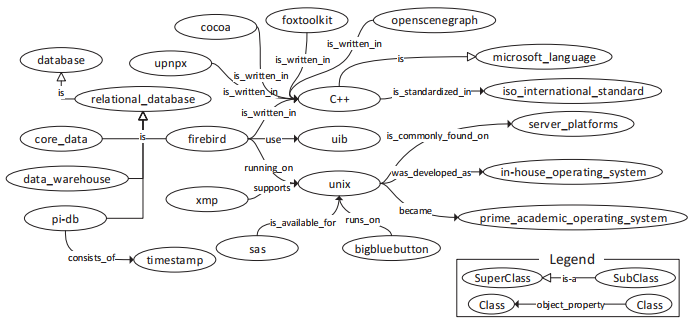 cocoa
foxtoolkit
openscenegraph
is_written_in
database
upnpx
is_written_in
is
microsoft_language
is
is_written_in
relational_database
C++
is_standardized_in
iso_international_standard
is_written_in
server_platforms
core_data
is
firebird
use
uib
is_commonly_found_on
running_on
was_developed_as
in-house_operating_system
data_warehouse
supports
unix
xmp
became
pi-db
is_available_for
runs_on
prime_academic_operating_system
sas
bigbluebutton
consists_of
timestamp
Legend
SuperClass
is-a
SubClass
Class
object_property
Class